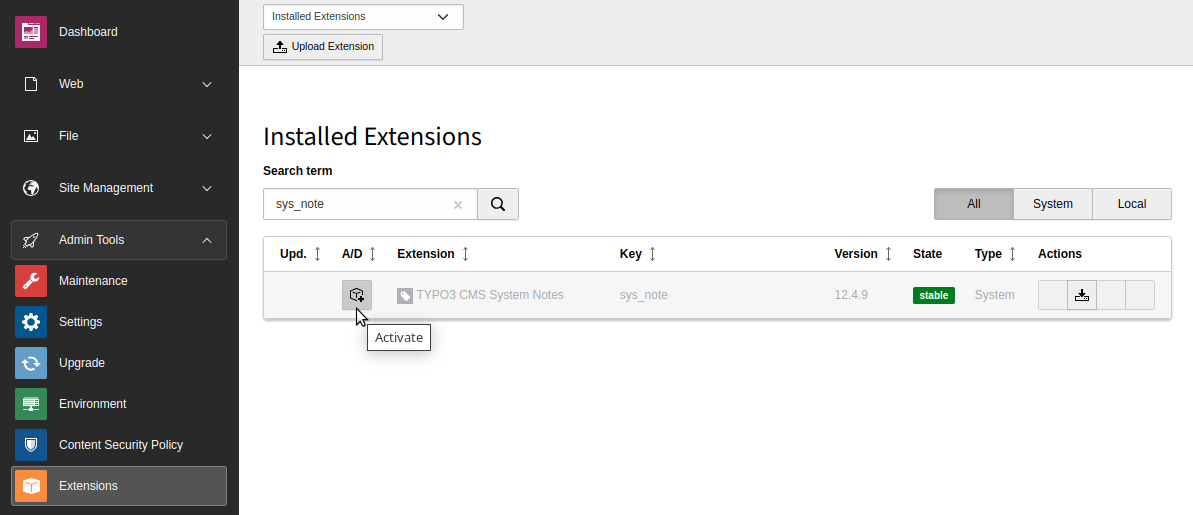 Dashboard
Web
File
Site Management
Admin Tools
Maintenance
Settings
Upgrade
Environment
Content Security Policy
Extensions
Installed Extensions
Upload Extension
Installed Extensions
Search term
sys_note
All System Local
Upd. A/D Extension Key Version State Type Actions
TYPO3 CMS System Notes sys_note 12.4.9 stable System
Activate